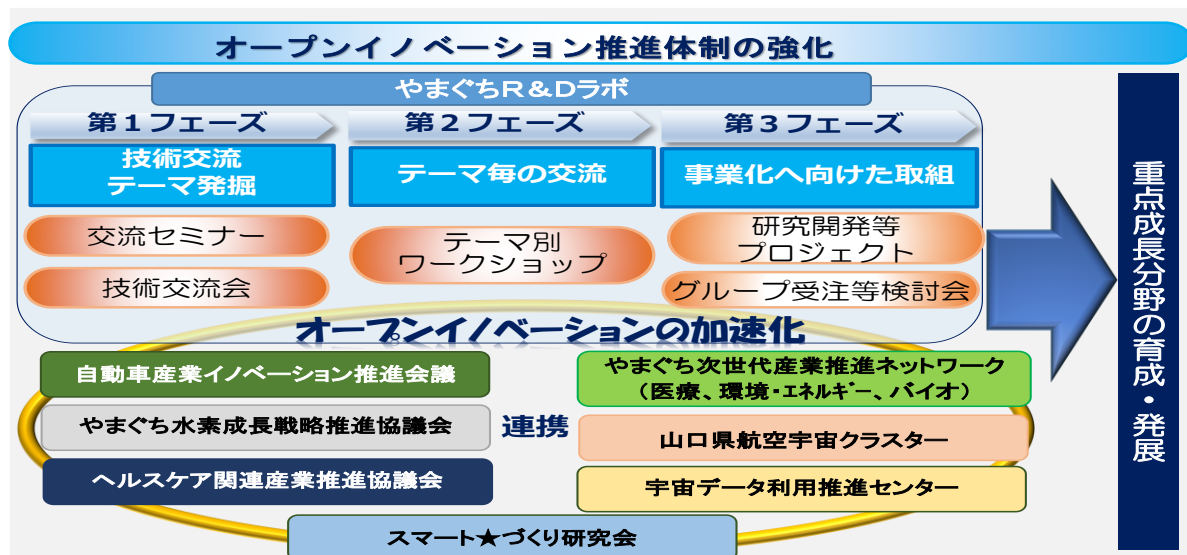 オープンイノベーション推進体制の強化
やまぐちR&Dラボ
第1フェーズ
第2フェーズ
第3フェーズ
技術交流
テーマ発掘
テーマ毎の交流
事業化へ向けた取組
交流セミナー
技術交流会
テーマ別
ワークショップ
研究開発等
プロジェクト
グループ受注等検討会
オープンイノベーションの加速化
自動車産業イノベーション推進会議
やまぐち水素成長戦略推進協議会
ヘルスケア関連産業推進協議会
連携
やまぐち次世代産業推進ネットワーク
(医療、環境・エネルギー、バイオ)
山口県航空宇宙クラスター
宇宙データ利用推進センター
スマート★づくり研究会
重点成長分野の育成・発展